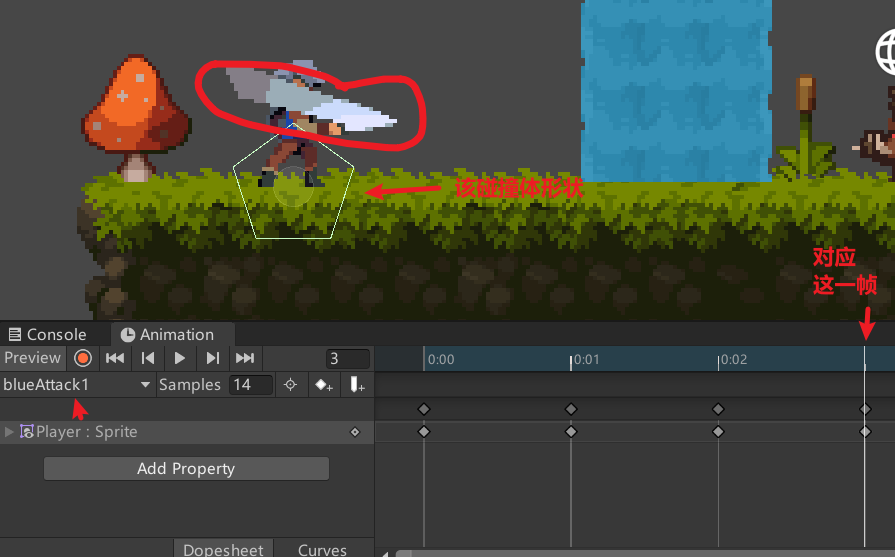 该碰撞体形状
对应
这一帧
Console
Animation
Preview
3
0:00
0:01
0:02
blueAttack1
Samples
14
Player : Sprite
Add Property
Dopesheet
Curves